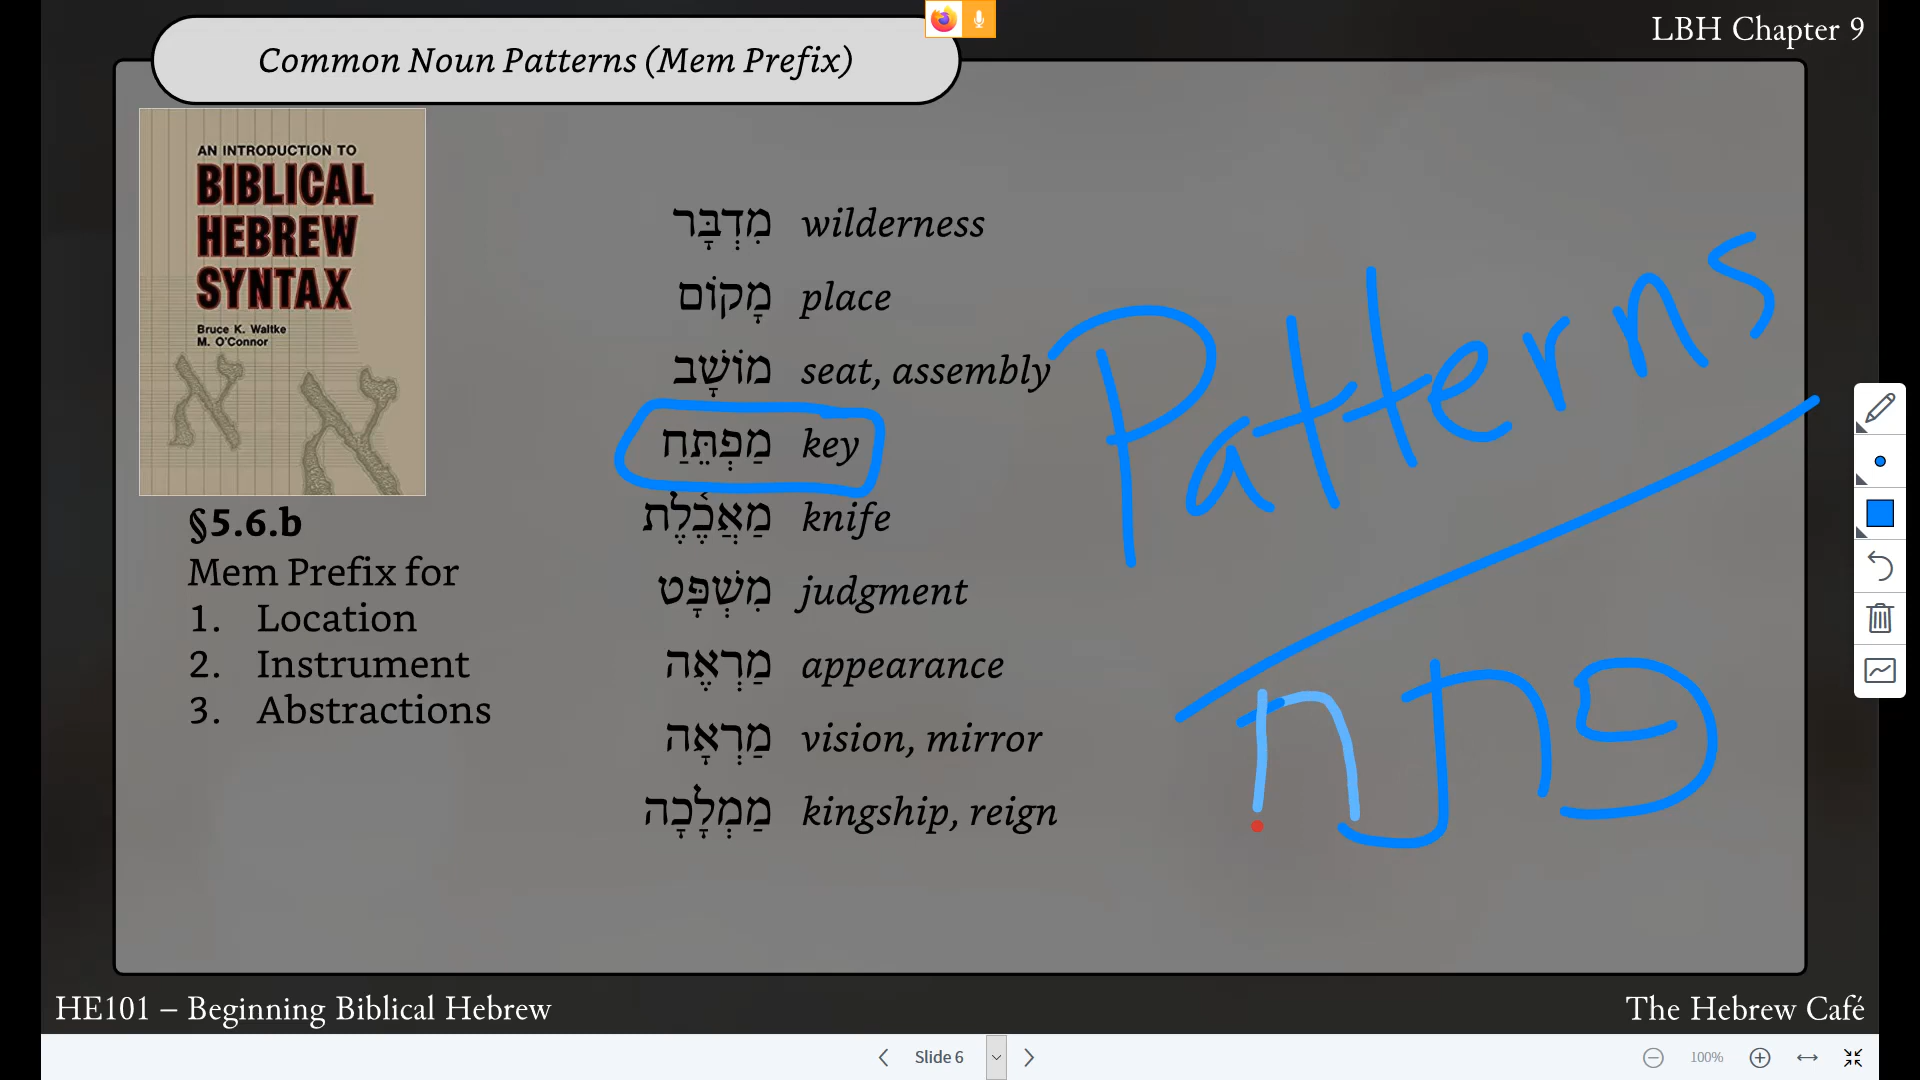 LBH Chapter 9
Common Noun Patterns (Mem Prefix)
AN INTRODUCTION TO
BIBLICAL
HEBREW
SYNTAX
Bruce K. Waltke
M. O'Connor
א א
§5.6.b
Mem Prefix for
1. Location
2. Instrument
3. Abstractions
מִדְבָּר wilderness
מָקוֹם place
מוֹשָׁב seat, assembly
מַפְתֵּחַ key
מַאֲכֶ֫לֶת knife
מִשְׁפָּט judgment
מַרְאֶה appearance
מַרְאָה vision, mirror
מַמְלָכָה kingship, reign
Patterns
פתח
HE101 – Beginning Biblical Hebrew
The Hebrew Café
Slide 6
100%